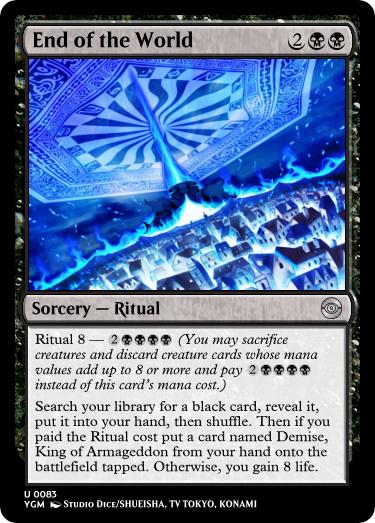 End of the World 2
Sorcery — Ritual
Ritual 8 — 2 (You may sacrifice
creatures and discard creature cards whose mana
values add up to 8 or more and pay 2
instead of this card's mana cost.)
Search your library for a black card, reveal it,
put it into your hand, then shuffle. Then if you
paid the Ritual cost put a card named Demise,
King of Armageddon from your hand onto the
battlefield tapped. Otherwise, you gain 8 life.
U 0083
YGM Studio Dice/SHUEISHA, TV TOKYO, KONAMI